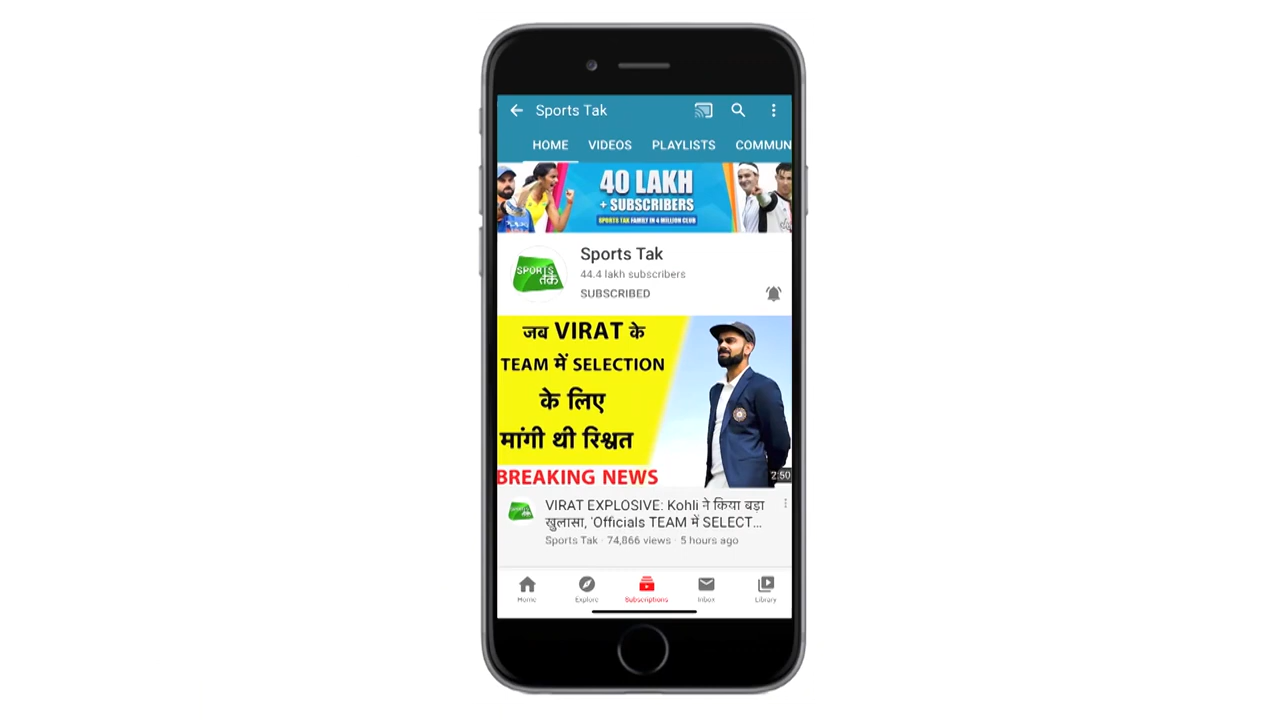 Sports Tak
HOME VIDEOS PLAYLISTS COMMUN
40 LAKH
+ SUBSCRIBERS
SPORTS TAK FAMILY IN 4 MILLION CLUB
SPORTS
तक
Sports Tak
44.4 lakh subscribers
SUBSCRIBED
जब VIRAT के
TEAM में SELECTION
के लिए
मांगी थी रिश्वत
BREAKING NEWS
2:50
VIRAT EXPLOSIVE: Kohli ने किया बड़ा
खुलासा, 'Officials TEAM में SELECT...
Sports Tak · 74,866 views · 5 hours ago
Home Explore Subscriptions Inbox Library